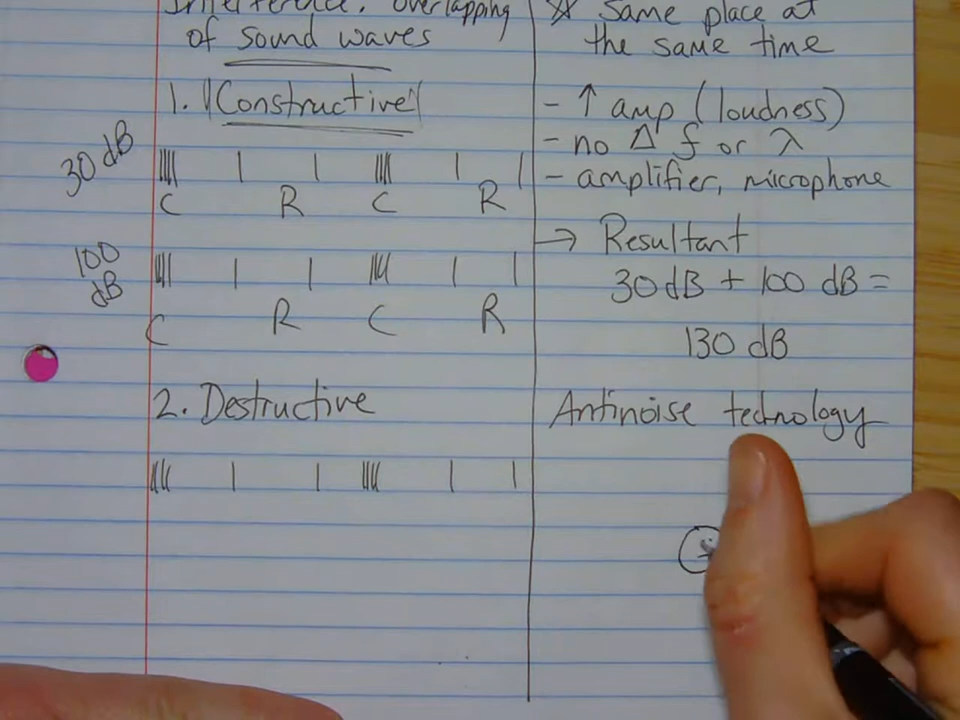 Interference: overlapping
of sound waves
1. Constructive
30 dB
C R C R
100
dB
C R C R
2. Destructive
☆ Same place at
the same time
- ↑ amp (loudness)
- no Δ f or λ
- amplifier, microphone
→ Resultant
30 dB + 100 dB =
130 dB
Antinoise technology